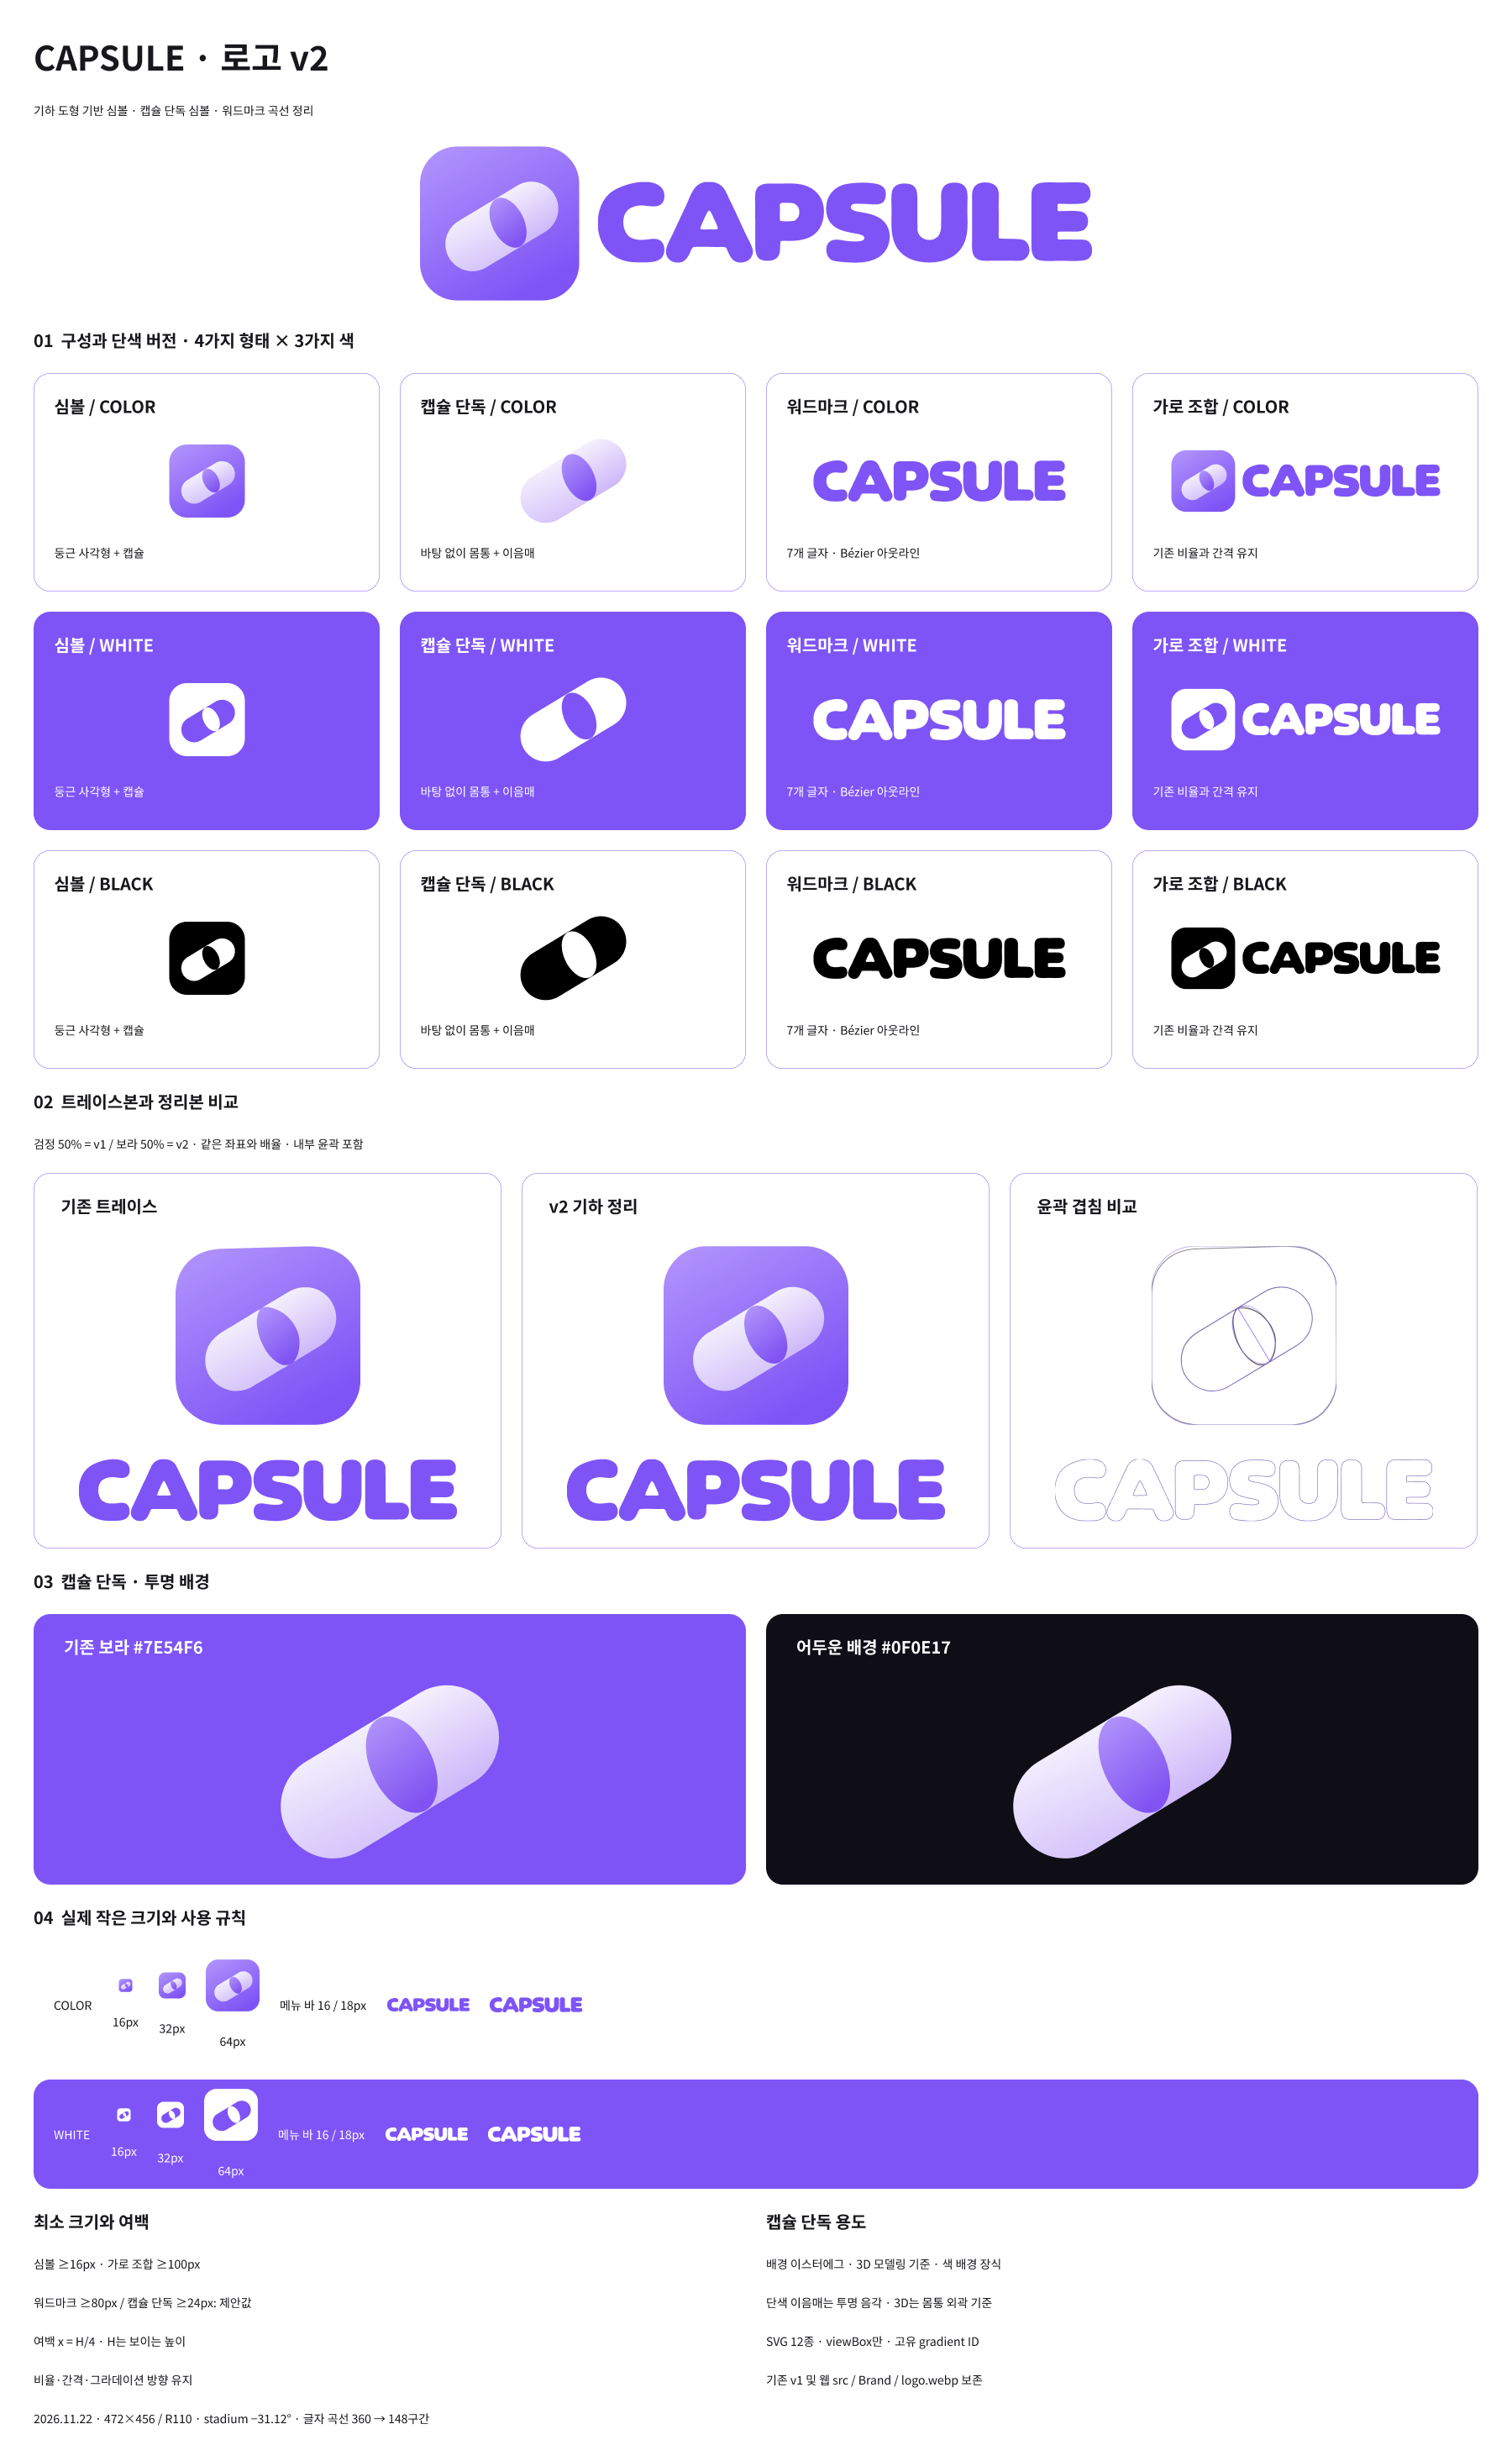 CAPSULE · 로고 v2
기하 도형 기반 심볼 · 캡슐 단독 심볼 · 워드마크 곡선 정리
CAPSULE
01 구성과 단색 버전 · 4가지 형태 × 3가지 색
심볼 / COLOR
둥근 사각형 + 캡슐
캡슐 단독 / COLOR
바탕 없이 몸통 + 이음매
워드마크 / COLOR
CAPSULE
7개 글자 · Bézier 아웃라인
가로 조합 / COLOR
CAPSULE
기존 비율과 간격 유지
심볼 / WHITE
둥근 사각형 + 캡슐
캡슐 단독 / WHITE
바탕 없이 몸통 + 이음매
워드마크 / WHITE
CAPSULE
7개 글자 · Bézier 아웃라인
가로 조합 / WHITE
CAPSULE
기존 비율과 간격 유지
심볼 / BLACK
둥근 사각형 + 캡슐
캡슐 단독 / BLACK
바탕 없이 몸통 + 이음매
워드마크 / BLACK
CAPSULE
7개 글자 · Bézier 아웃라인
가로 조합 / BLACK
CAPSULE
기존 비율과 간격 유지
02 트레이스본과 정리본 비교
검정 50% = v1 / 보라 50% = v2 · 같은 좌표와 배율 · 내부 윤곽 포함
기존 트레이스
CAPSULE
v2 기하 정리
CAPSULE
윤곽 겹침 비교
CAPSULE
03 캡슐 단독 · 투명 배경
기존 보라 #7E54F6
어두운 배경 #0F0E17
04 실제 작은 크기와 사용 규칙
COLOR
16px
32px
64px
메뉴 바 16 / 18px
CAPSULE
CAPSULE
WHITE
16px
32px
64px
메뉴 바 16 / 18px
CAPSULE
CAPSULE
최소 크기와 여백
심볼 ≥16px · 가로 조합 ≥100px
워드마크 ≥80px / 캡슐 단독 ≥24px: 제안값
여백 x = H/4 · H는 보이는 높이
비율·간격·그라데이션 방향 유지
2026.11.22 · 472×456 / R110 · stadium −31.12° · 글자 곡선 360 → 148구간
캡슐 단독 용도
배경 이스터에그 · 3D 모델링 기준 · 색 배경 장식
단색 이음매는 투명 음각 · 3D는 몸통 외곽 기준
SVG 12종 · viewBox만 · 고유 gradient ID
기존 v1 및 웹 src / Brand / logo.webp 보존